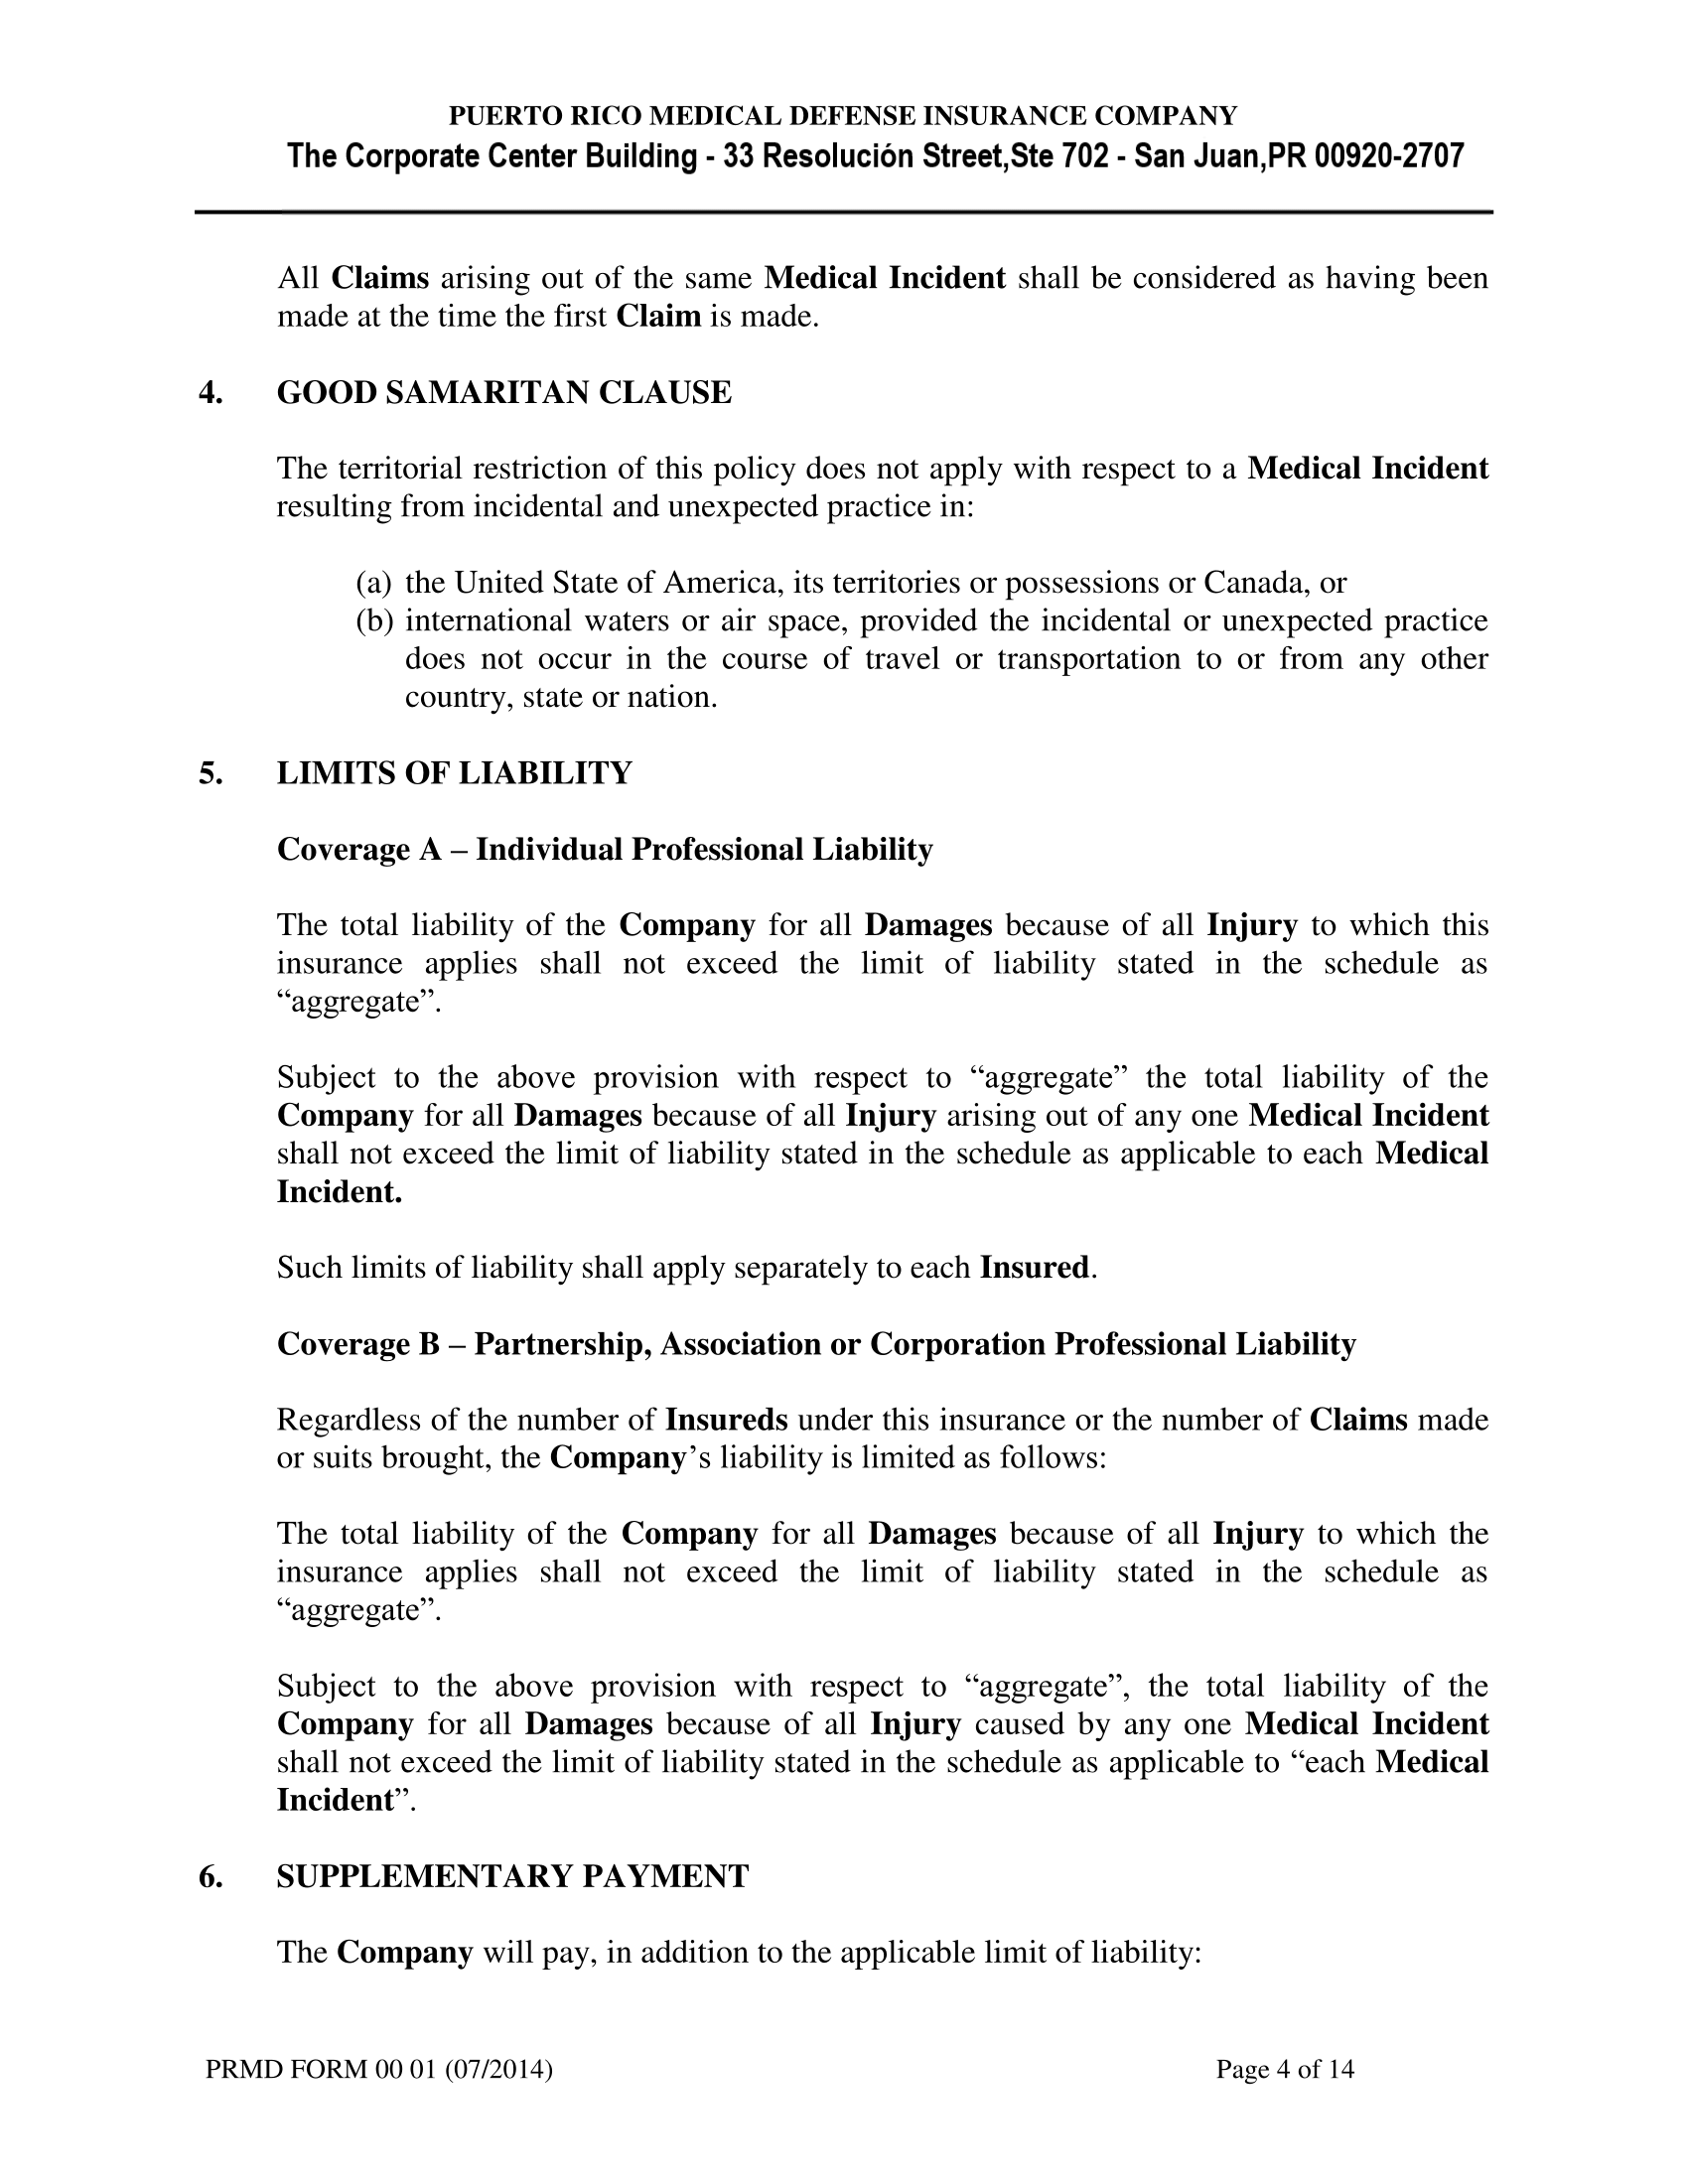 PUERTO RICO MEDICAL DEFENSE INSURANCE COMPANY
The Corporate Center Building - 33 Resolución Street,Ste 702 - San Juan,PR 00920-2707
All Claims arising out of the same Medical Incident shall be considered as having been
made at the time the first Claim is made.
4. GOOD SAMARITAN CLAUSE
The territorial restriction of this policy does not apply with respect to a Medical Incident
resulting from incidental and unexpected practice in:
(a) the United State of America, its territories or possessions or Canada, or
(b) international waters or air space, provided the incidental or unexpected practice
does not occur in the course of travel or transportation to or from any other
country, state or nation.
5. LIMITS OF LIABILITY
Coverage A – Individual Professional Liability
The total liability of the Company for all Damages because of all Injury to which this
insurance applies shall not exceed the limit of liability stated in the schedule as
“aggregate”.
Subject to the above provision with respect to “aggregate” the total liability of the
Company for all Damages because of all Injury arising out of any one Medical Incident
shall not exceed the limit of liability stated in the schedule as applicable to each Medical
Incident.
Such limits of liability shall apply separately to each Insured.
Coverage B – Partnership, Association or Corporation Professional Liability
Regardless of the number of Insureds under this insurance or the number of Claims made
or suits brought, the Company’s liability is limited as follows:
The total liability of the Company for all Damages because of all Injury to which the
insurance applies shall not exceed the limit of liability stated in the schedule as
“aggregate”.
Subject to the above provision with respect to “aggregate”, the total liability of the
Company for all Damages because of all Injury caused by any one Medical Incident
shall not exceed the limit of liability stated in the schedule as applicable to “each Medical
Incident”.
6. SUPPLEMENTARY PAYMENT
The Company will pay, in addition to the applicable limit of liability:
PRMD FORM 00 01 (07/2014) Page 4 of 14